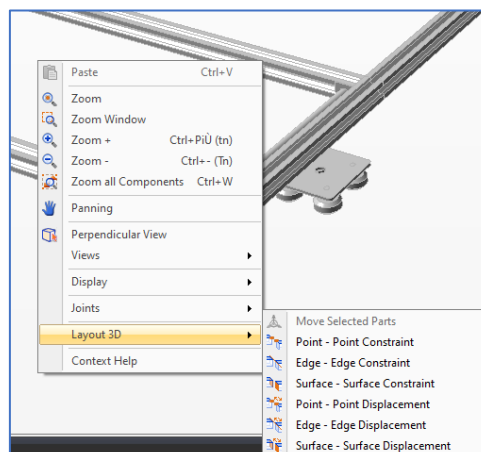 Paste Ctrl+V
Zoom
Zoom Window
Zoom + Ctrl+PiÙ (tn)
Zoom - Ctrl+- (Tn)
Zoom all Components Ctrl+W
Panning
Perpendicular View
Views
Display
Joints
Layout 3D
Context Help
Move Selected Parts
Point - Point Constraint
Edge - Edge Constraint
Surface - Surface Constraint
Point - Point Displacement
Edge - Edge Displacement
Surface - Surface Displacement